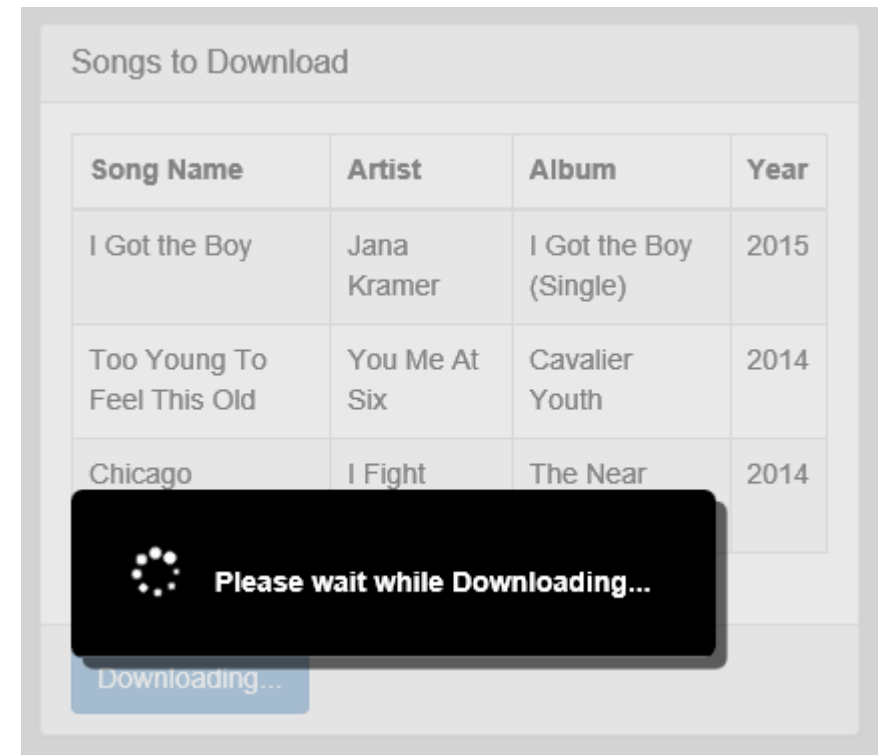 Songs to Download
Song Name Artist Album Year
I Got the Boy Jana Kramer I Got the Boy (Single) 2015
Too Young To Feel This Old You Me At Six Cavalier Youth 2014
Chicago I Fight The Near 2014
Please wait while Downloading...
Downloading...